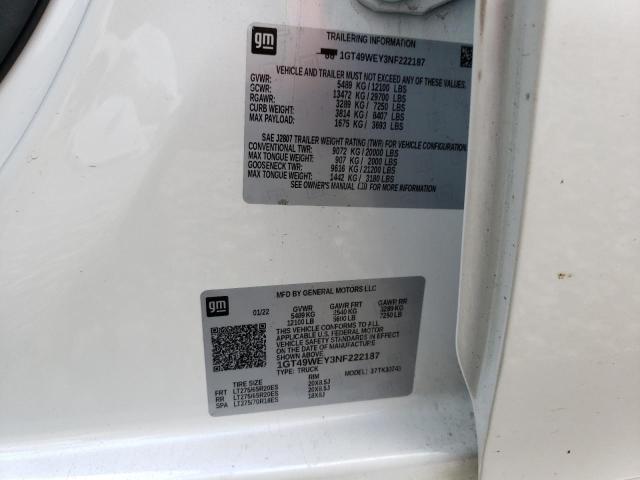 gm
TRAILERING INFORMATION
1GT49WEY3NF222187
VEHICLE AND TRAILER MUST NOT EXCEED ANY OF THESE VALUES.
GVWR: 5489 KG / 12100 LBS
GCWR: 13472 KG / 29700 LBS
RGAWR: 3289 KG / 7250 LBS
CURB WEIGHT: 3814 KG / 8407 LBS
MAX PAYLOAD: 1675 KG / 3693 LBS
SAE J2807 TRAILER WEIGHT RATING (TWR) FOR VEHICLE CONFIGURATION
CONVENTIONAL TWR: 9072 KG / 20000 LBS
MAX TONGUE WEIGHT: 907 KG / 2000 LBS
GOOSENECK TWR: 9616 KG / 21200 LBS
MAX TONGUE WEIGHT: 1442 KG / 3180 LBS
SEE OWNER'S MANUAL FOR MORE INFORMATION.
gm
MFD BY GENERAL MOTORS LLC
01/22 GVWR GAWR FRT GAWR RR
5489 KG 2540 KG 3289 KG
12100 LB 5600 LB 7250 LB
THIS VEHICLE CONFORMS TO ALL
APPLICABLE U.S. FEDERAL MOTOR
VEHICLE SAFETY STANDARDS IN EFFECT
ON THE DATE OF MANUFACTURE
SHOWN ABOVE.
1GT49WEY3NF222187
TYPE: TRUCK MODEL:
TIRE SIZE RIM
FRT LT275/65R20ES 20X8.5J
RR LT275/65R20ES 20X8.5J
SPA LT275/70R18ES 18X8J